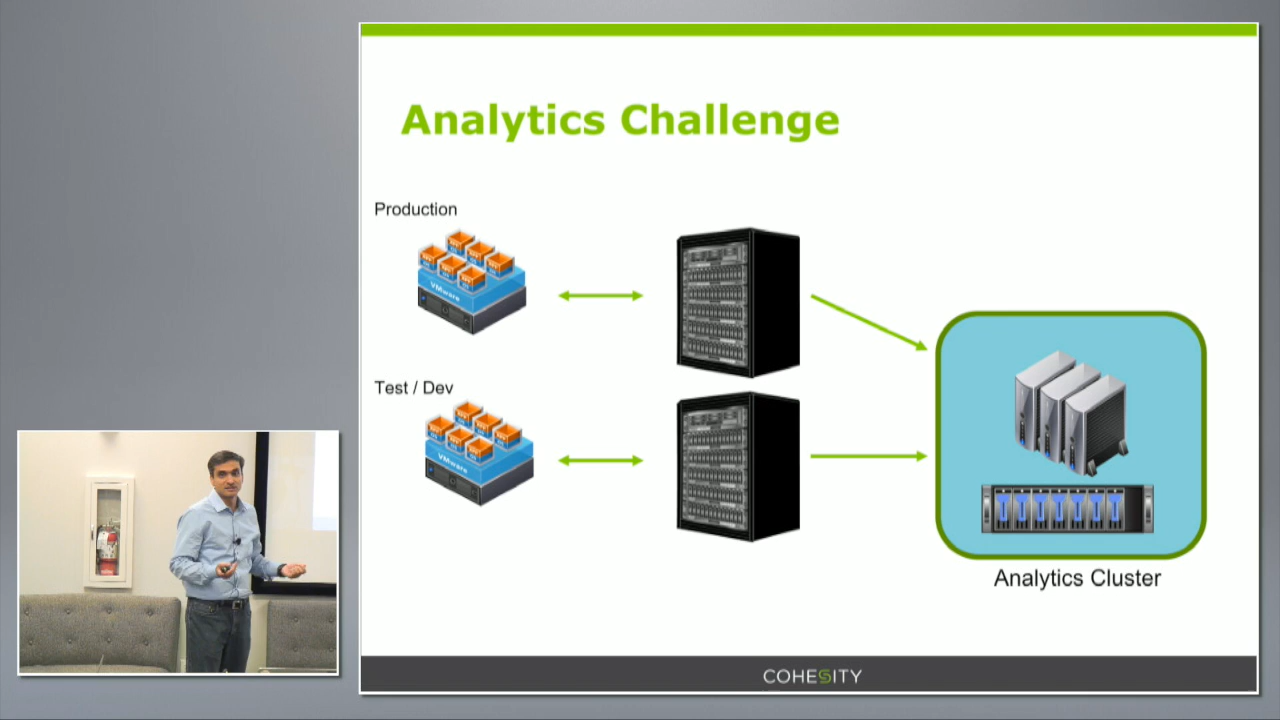 Analytics Challenge
Production
VMware
Test / Dev
VMware
Analytics Cluster
COHESITY